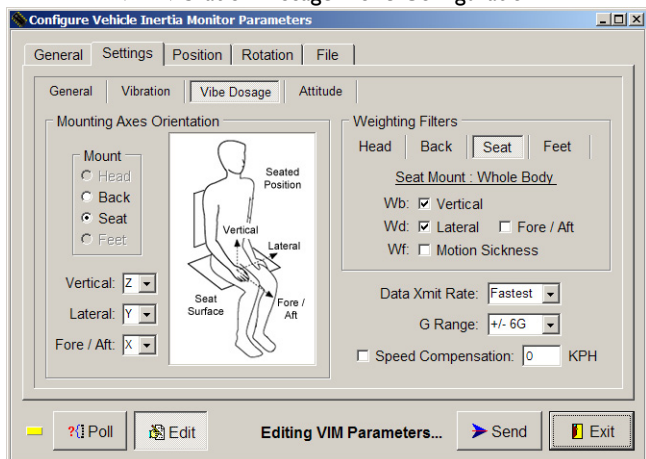 Configure Vehicle Inertia Monitor Parameters
General Settings Position Rotation File
General Vibration Vibe Dosage Attitude
Mounting Axes Orientation
Mount
Head
Back
Seat
Feet
Vertical: Z
Lateral: Y
Fore / Aft: X
Seated
Position
Vertical
Lateral
Seat
Surface
Fore /
Aft
Weighting Filters
Head Back Seat Feet
Seat Mount : Whole Body
Wb: Vertical
Wd: Lateral Fore / Aft
Wf: Motion Sickness
Data Xmit Rate: Fastest
G Range: +/- 6G
Speed Compensation: 0 KPH
?{} Poll Edit Editing VIM Parameters... Send Exit